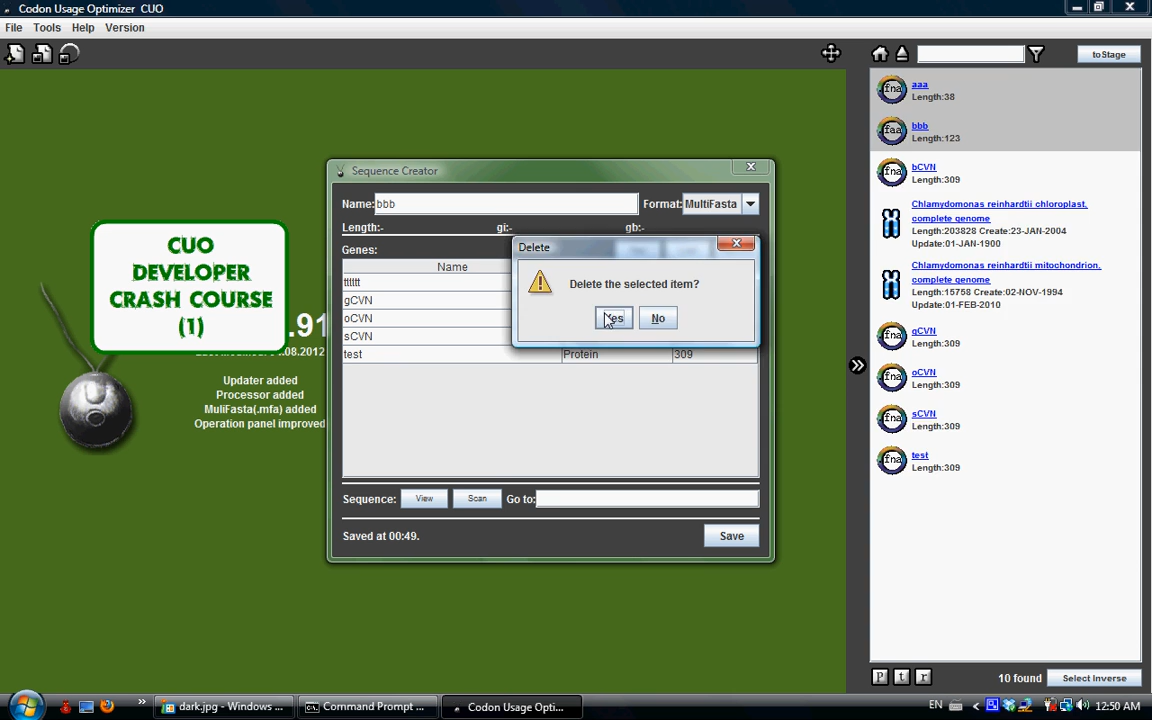 Codon Usage Optimizer CUO
File Tools Help Version
toStage
aaa
Length:38
bbb
Length:123
bCVN
Length:309
Chlamydomonas reinhardtii chloroplast,
complete genome
Length:203828 Create:23-JAN-2004
Update:01-JAN-1900
Chlamydomonas reinhardtii mitochondrion,
complete genome
Length:15758 Create:02-NOV-1994
Update:01-FEB-2010
gCVN
Length:309
oCVN
Length:309
sCVN
Length:309
test
Length:309
p t r 10 found Select Inverse
CUO
DEVELOPER
CRASH COURSE
(1)
.91
08.2012
Updater added
Processor added
MuliFasta(.mfa) added
Operation panel improved
Sequence Creator
Name: bbb Format: MultiFasta
Length:- gi:- gb:-
Genes:
Name
tttttt
gCVN
oCVN
sCVN
test Protein 309
Delete
Delete the selected item?
Yes No
Sequence: View Scan Go to:
Saved at 00:49. Save
dark.jpg - Windows ... Command Prompt ... Codon Usage Opti... EN 12:50 AM